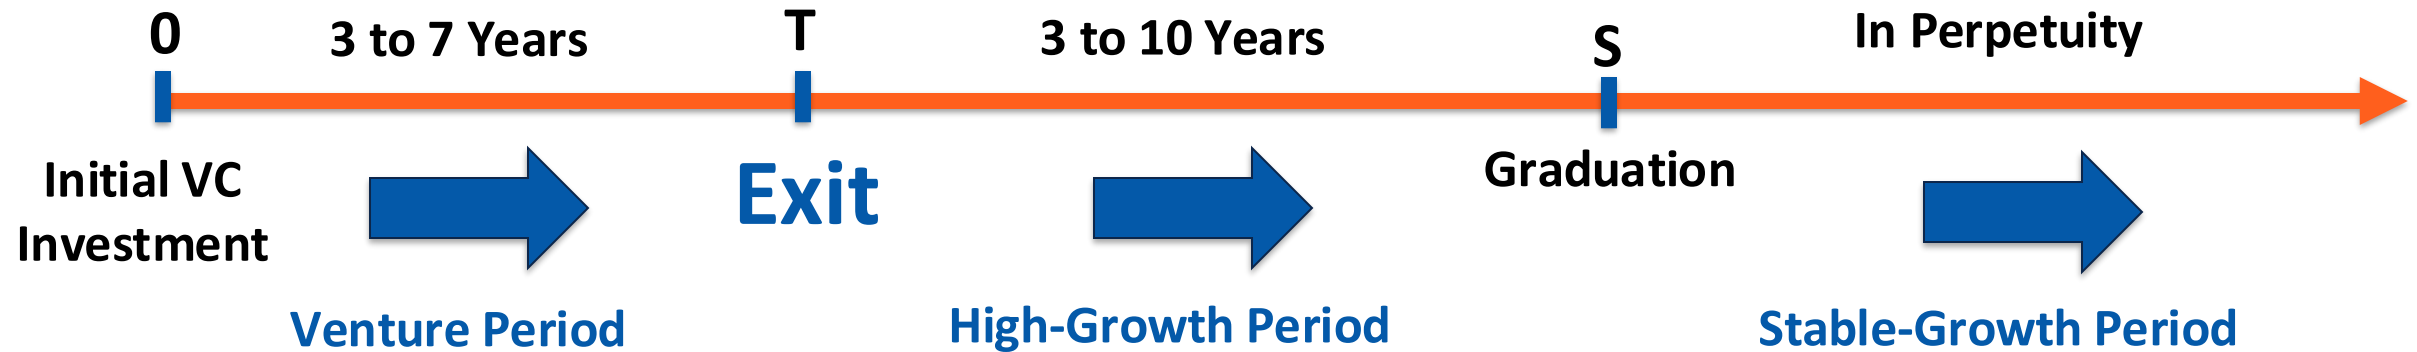 0
3 to 7 Years
T
3 to 10 Years
S
In Perpetuity
Initial VC
Investment
Exit
Graduation
Venture Period
High-Growth Period
Stable-Growth Period